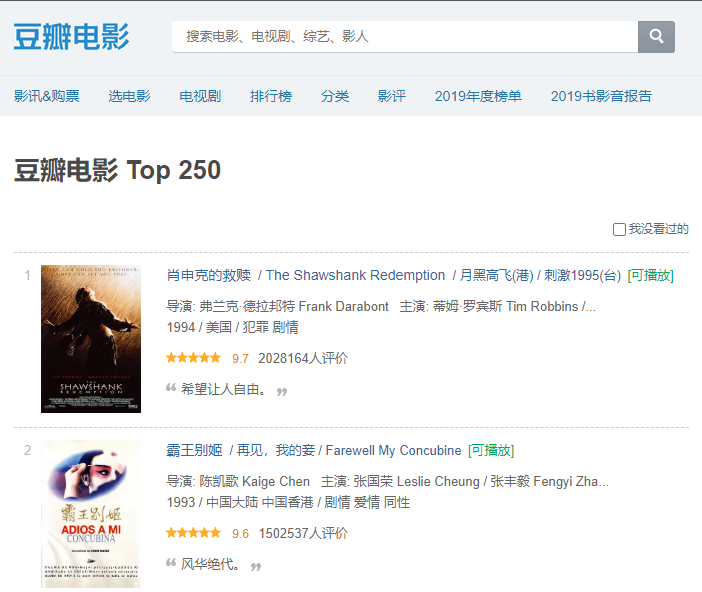 豆瓣电影
搜索电影、电视剧、综艺、影人
影讯&购票 选电影 电视剧 排行榜 分类 影评 2019年度榜单 2019书影音报告
豆瓣电影 Top 250
我没看过的
1
肖申克的救赎 / The Shawshank Redemption / 月黑高飞(港) / 刺激1995(台) [可播放]
导演: 弗兰克·德拉邦特 Frank Darabont 主演: 蒂姆·罗宾斯 Tim Robbins /...
1994 / 美国 / 犯罪 剧情
9.7 2028164人评价
“ 希望让人自由。 ”
SHAWSHANK
REDEMPTION
2
霸王别姬 / 再见，我的妾 / Farewell My Concubine [可播放]
导演: 陈凯歌 Kaige Chen 主演: 张国荣 Leslie Cheung / 张丰毅 Fengyi Zha...
1993 / 中国大陆 中国香港 / 剧情 爱情 同性
9.6 1502537人评价
“ 风华绝代。 ”
霸王别姬
ADIOS A MI
CONCUBINA